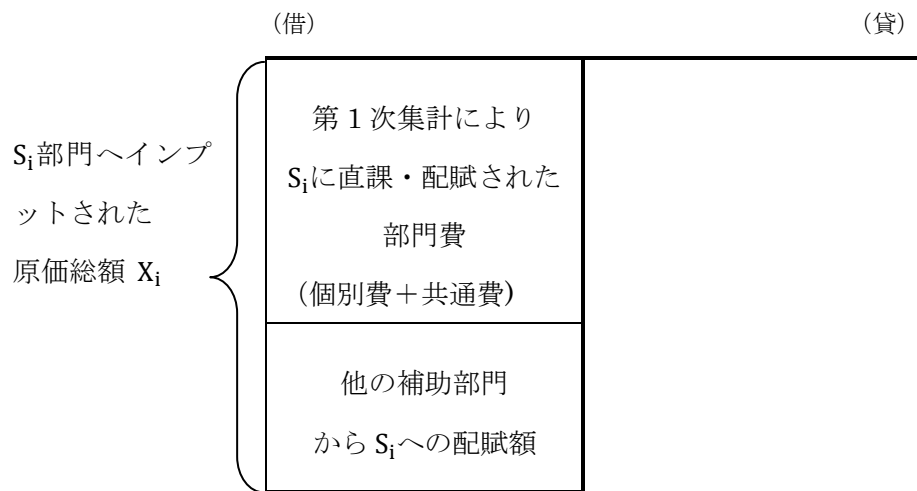 （借）
（貸）
Si部門へインプ
ットされた
原価総額 Xi
第１次集計により
Siに直課・配賦された
部門費
（個別費＋共通費)
他の補助部門
からSiへの配賦額